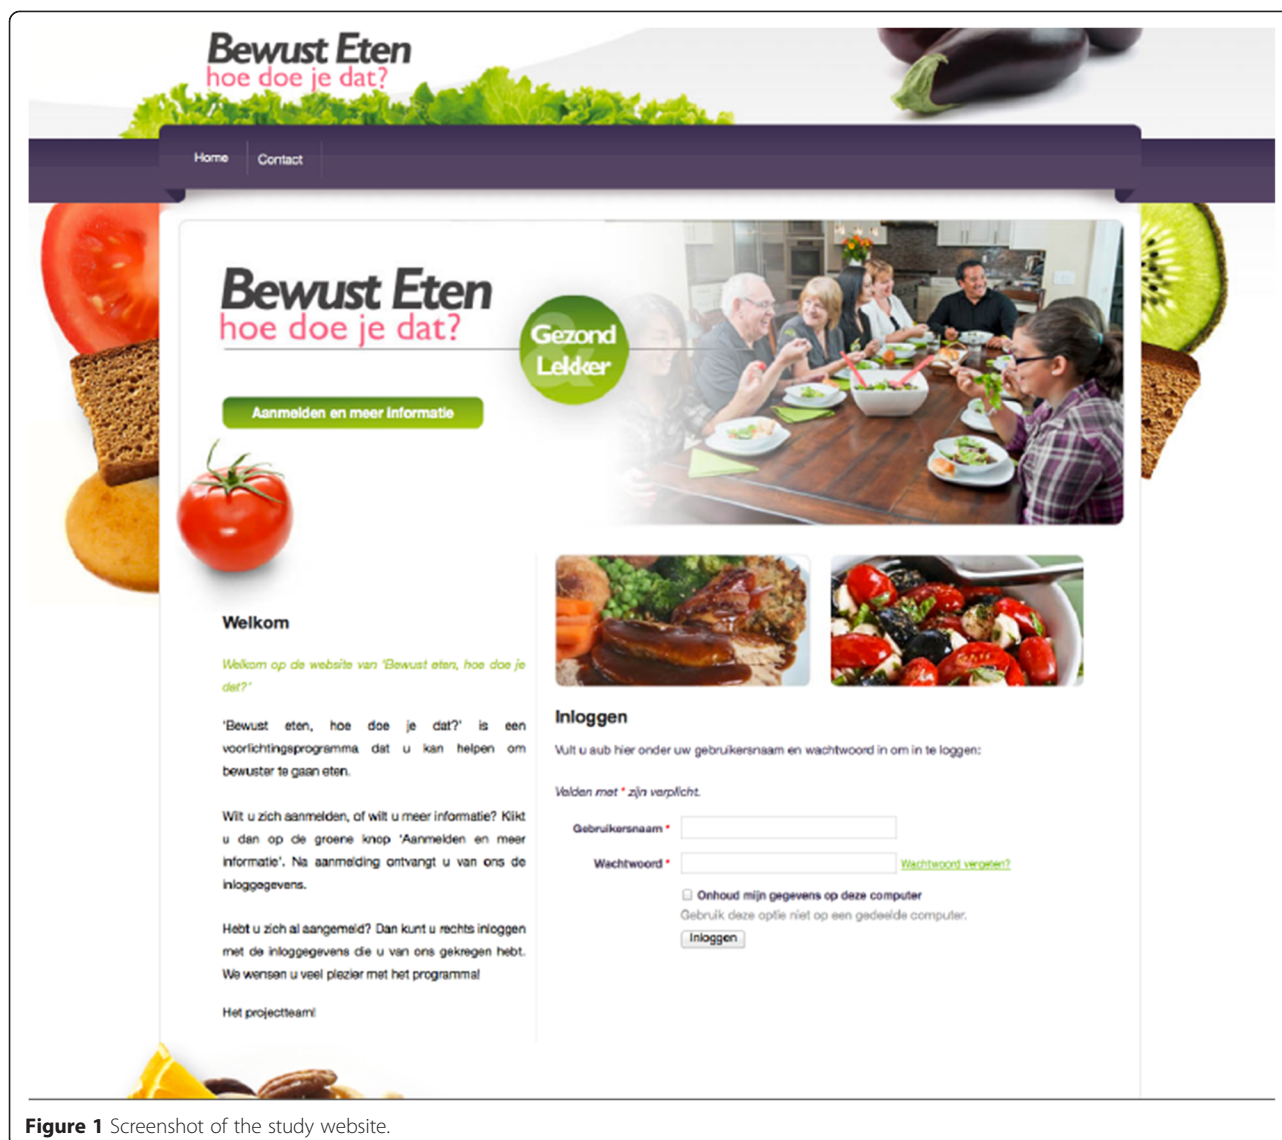 Bewust Eten
hoe doe je dat?
Home
Contact
Bewust Eten
hoe doe je dat?
Gezond
&
Lekker
Aanmelden en meer informatie
Welkom
Welkom op de website van 'Bewust eten, hoe doe je
dat?'
'Bewust eten, hoe doe je dat?' is een
voorlichtingsprogramma dat u kan helpen om
bewuster te gaan eten.
Wilt u zich aanmelden, of wilt u meer informatie? Klikt
u dan op de groene knop 'Aanmelden en meer
informatie'. Na aanmelding ontvangt u van ons de
inloggegevens.
Hebt u zich al aangemeld? Dan kunt u rechts inloggen
met de inloggegevens die u van ons gekregen hebt.
We wensen u veel plezier met het programma!
Het projectteam!
Inloggen
Vult u aub hier onder uw gebruikersnaam en wachtwoord in om in te loggen:
Velden met * zijn verplicht.
Gebruikersnaam *
Wachtwoord *
Wachtwoord vergeten?
Onhoud mijn gegevens op deze computer
Gebruik deze optie niet op een gedeelde computer.
Inloggen
Figure 1 Screenshot of the study website.